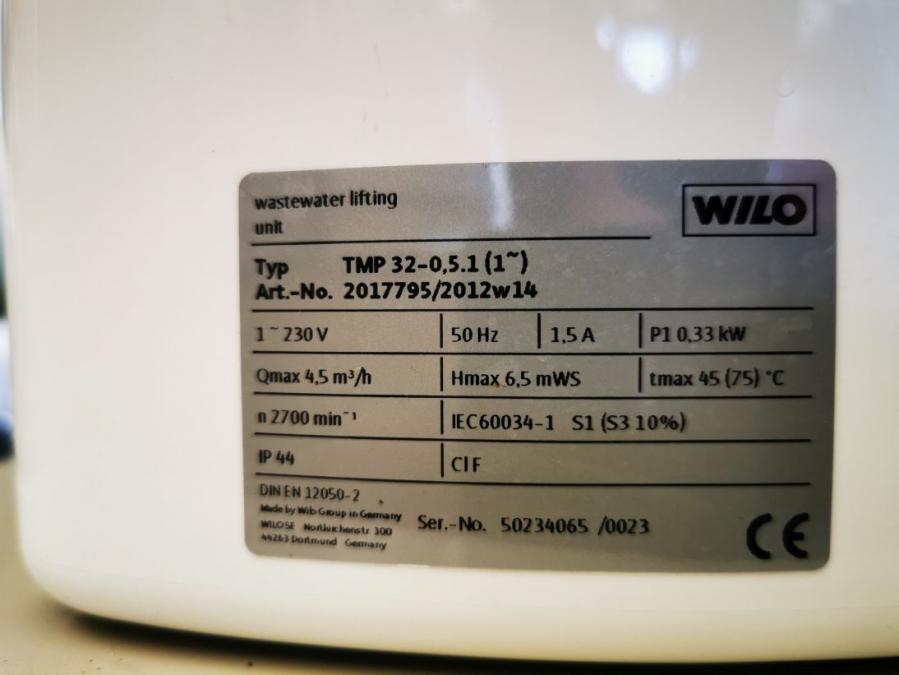 wastewater lifting
unit
WILO
Typ TMP 32-0,5.1 (1~)
Art.-No. 2017795/2012w14
1 ~ 230 V 50 Hz 1,5 A P1 0,33 kW
Qmax 4,5 m³/h Hmax 6,5 mWS tmax 45 (75) °C
n 2700 min⁻¹ IEC60034-1 S1 (S3 10%)
IP 44 Cl F
DIN EN 12050-2
Made by Wilo Group in Germany
WILO SE Nortkirchenstr 100
44263 Dortmund Germany
Ser.-No. 50234065 /0023
CE